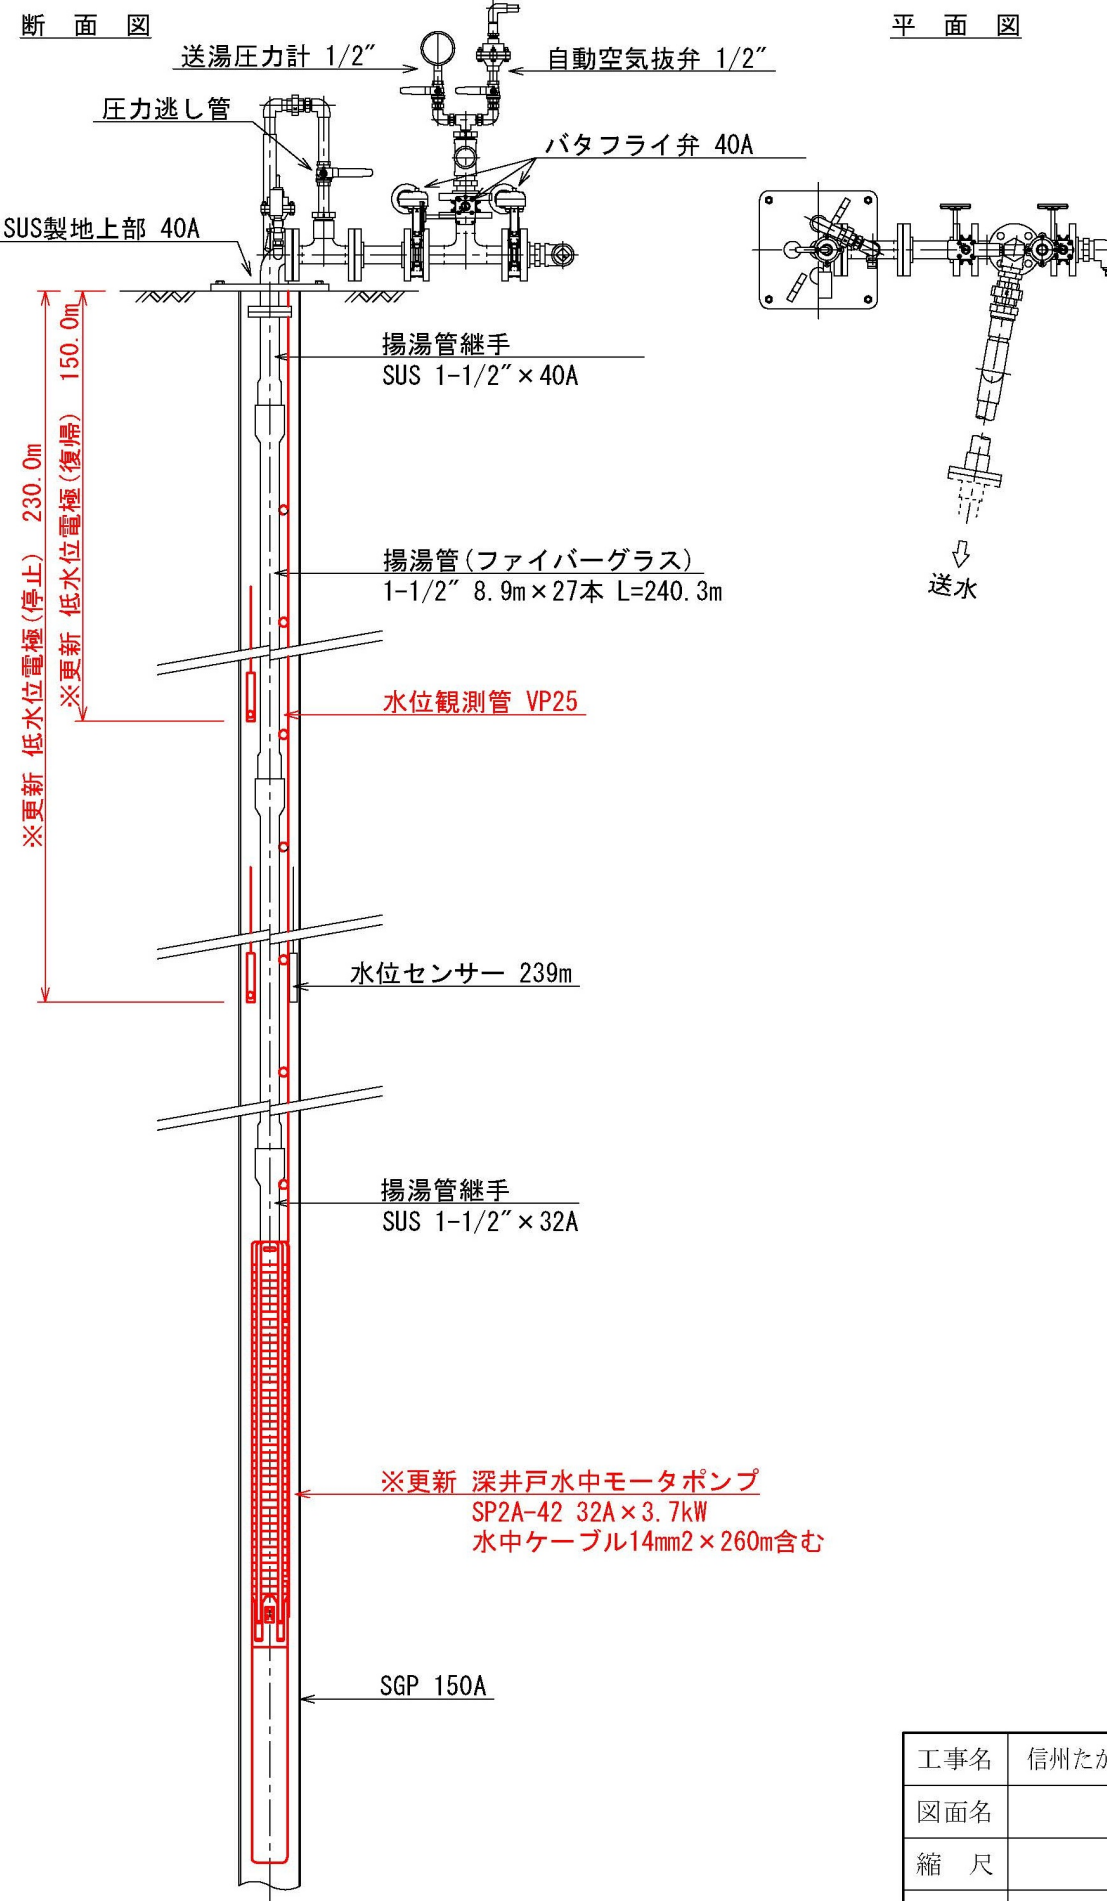 断面図
平面図
送湯圧力計 1/2″
自動空気抜弁 1/2″
圧力逃し管
バタフライ弁 40A
SUS製地上部 40A
揚湯管継手
SUS 1-1/2″×40A
※更新 低水位電極(停止) 230.0m
※更新 低水位電極(復帰) 150.0m
揚湯管(ファイバーグラス)
1-1/2″ 8.9m×27本 L=240.3m
送水
水位観測管 VP25
水位センサー 239m
揚湯管継手
SUS 1-1/2″×32A
※更新 深井戸水中モータポンプ
SP2A-42 32A×3.7kW
水中ケーブル14mm2×260m含む
SGP 150A
工事名 信州たか
図面名
縮 尺